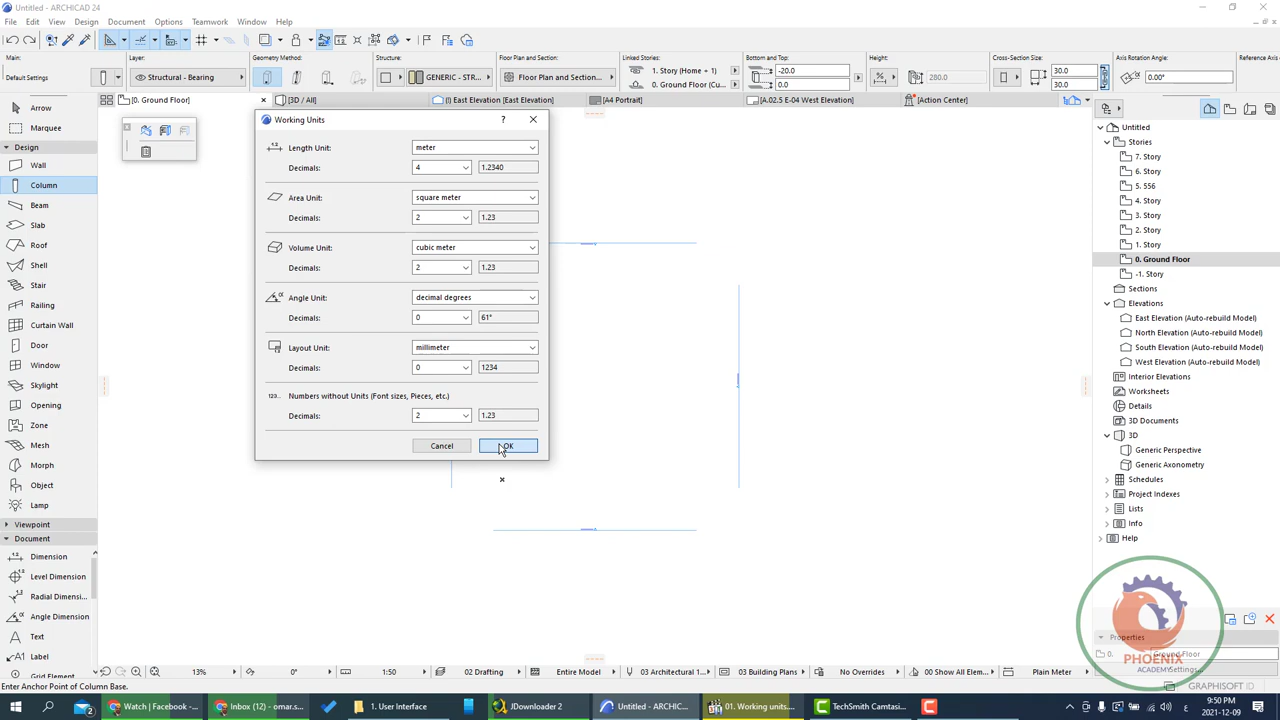 Untitled - ARCHICAD 24
File Edit View Design Document Options Teamwork Window Help
Main: Layer: Geometry Method: Structure: Floor Plan and Section: Linked Stories: Bottom and Top: Height: Cross-Section Size: Axis Rotation Angle: Reference Axis
Default Settings
Structural - Bearing
GENERIC - STR...
Floor Plan and Section...
1. Story (Home + 1)
0. Ground Floor (Cu...
-20.0
0.0
280.0
30.0
30.0
0.00°
[0. Ground Floor]
[3D / All]
(I) East Elevation [East Elevation]
[A4 Portrait]
[A.02.5 E-04 West Elevation]
[Action Center]
Arrow
Marquee
Design
Wall
Column
Beam
Slab
Roof
Shell
Stair
Railing
Curtain Wall
Door
Window
Skylight
Opening
Zone
Mesh
Morph
Object
Lamp
Viewpoint
Document
Dimension
Level Dimension
Radial Dimensi...
Angle Dimension
Text
Label
Grid Element
Working Units
?
Length Unit: meter
Decimals: 4 1.2340
Area Unit: square meter
Decimals: 2 1.23
Volume Unit: cubic meter
Decimals: 2 1.23
Angle Unit: decimal degrees
Decimals: 0 61°
Layout Unit: millimeter
Decimals: 0 1234
123... Numbers without Units (Font sizes, Pieces, etc.)
Decimals: 2 1.23
Cancel OK
Untitled
Stories
7. Story
6. Story
5. 556
4. Story
3. Story
2. Story
1. Story
0. Ground Floor
-1. Story
Sections
Elevations
East Elevation (Auto-rebuild Model)
North Elevation (Auto-rebuild Model)
South Elevation (Auto-rebuild Model)
West Elevation (Auto-rebuild Model)
Interior Elevations
Worksheets
Details
3D Documents
3D
Generic Perspective
Generic Axonometry
Schedules
Project Indexes
Lists
Info
Help
Properties
0. Ground Floor
Settings...
PHOENIX
ACADEMY
13% 0° 1:50 Entire Model 03 Architectural 1... 03 Building Plans No Overrides 00 Show All Elem... Plain Meter
Enter Anchor Point of Column Base.
GRAPHISOFT
2
Watch | Facebook -...
Inbox (12) - omar.s...
1. User Interface
JDownloader 2
Untitled - ARCHIC...
01. Working units....
TechSmith Camtasi...
9:50 PM
2021-12-09